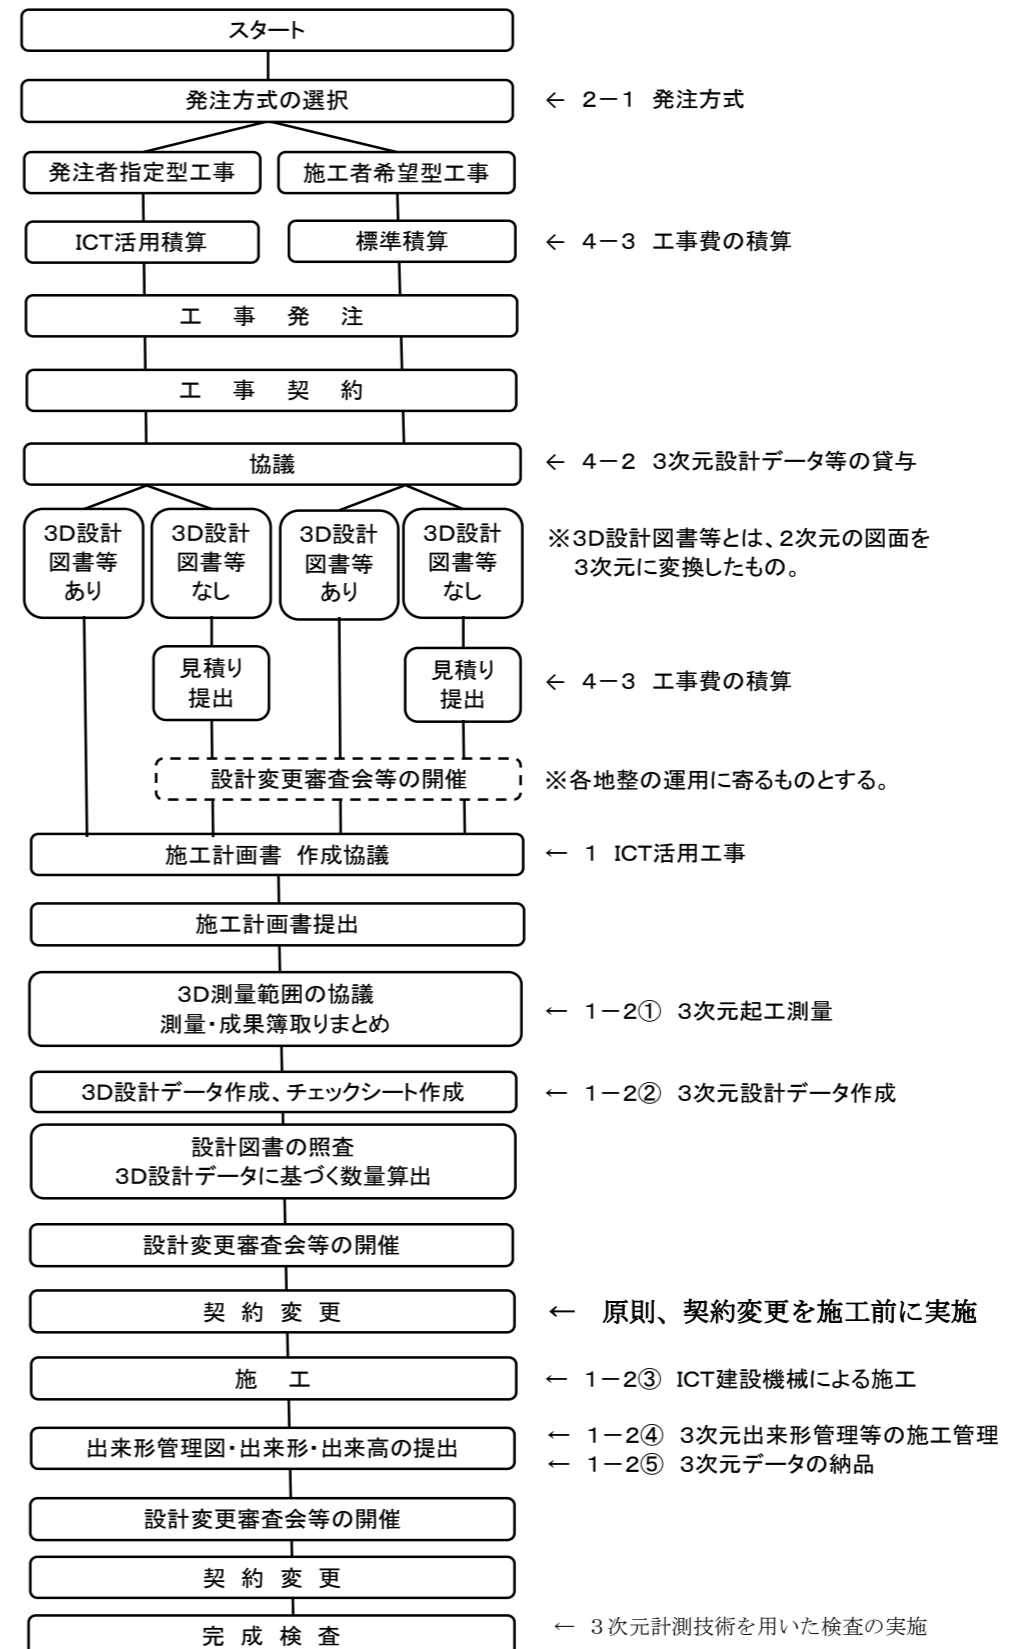 スタート
発注方式の選択
← 2－1 発注方式
発注者指定型工事
施工者希望型工事
ICT活用積算
標準積算
← 4－3 工事費の積算
工 事 発 注
工 事 契 約
協議
← 4－2 3次元設計データ等の貸与
3D設計
図書等
あり
3D設計
図書等
なし
3D設計
図書等
あり
3D設計
図書等
なし
※3D設計図書等とは、2次元の図面を
3次元に変換したもの。
見積り
提出
見積り
提出
← 4－3 工事費の積算
設計変更審査会等の開催
※各地整の運用に寄るものとする。
施工計画書 作成協議
← 1 ICT活用工事
施工計画書提出
3D測量範囲の協議
測量・成果簿取りまとめ
← 1－2① 3次元起工測量
3D設計データ作成、チェックシート作成
← 1－2② 3次元設計データ作成
設計図書の照査
3D設計データに基づく数量算出
設計変更審査会等の開催
契 約 変 更
← 原則、契約変更を施工前に実施
施 工
← 1－2③ ICT建設機械による施工
出来形管理図・出来形・出来高の提出
← 1－2④ 3次元出来形管理等の施工管理
← 1－2⑤ 3次元データの納品
設計変更審査会等の開催
契 約 変 更
完 成 検 査
← 3次元計測技術を用いた検査の実施